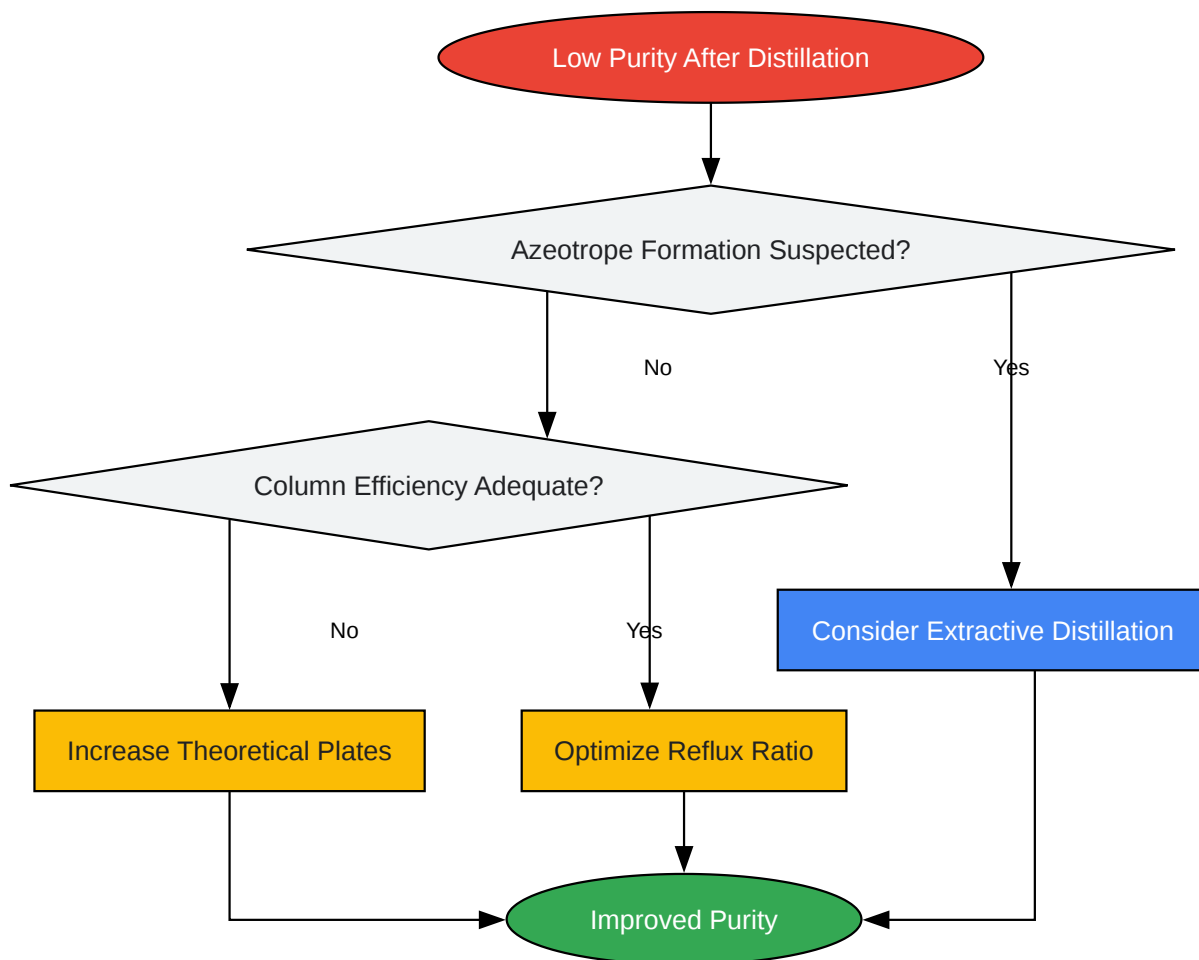 Low Purity After Distillation
Azeotrope Formation Suspected?
No
Yes
Column Efficiency Adequate?
No
Yes
Consider Extractive Distillation
Increase Theoretical Plates
Optimize Reflux Ratio
Improved Purity